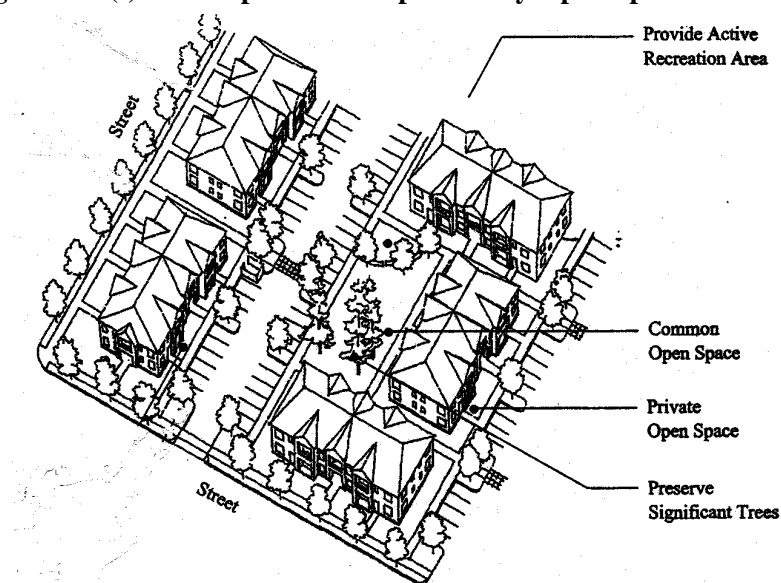 Provide Active
Recreation Area
Street
Common
Open Space
Private
Open Space
Preserve
Significant Trees
Street